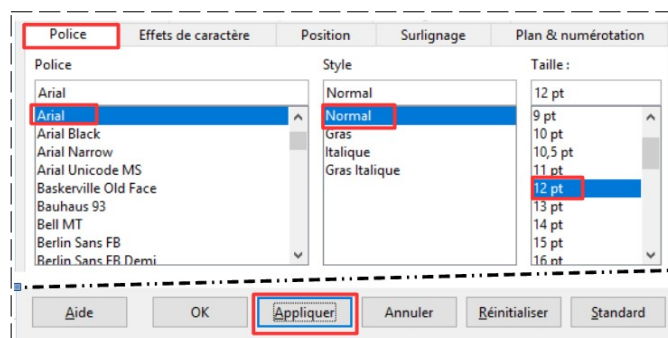 Police Effets de caractère Position Surlignage Plan & numérotation
Police Style Taille :
Arial Normal 12 pt
Arial Normal 9 pt
Arial Black Gras 10 pt
Arial Narrow Italique 10,5 pt
Arial Unicode MS Gras Italique 11 pt
Baskerville Old Face 12 pt
Bauhaus 93 13 pt
Bell MT 14 pt
Berlin Sans FB 15 pt
Berlin Sans FB Demi 16 pt
Aide OK Appliquer Annuler Réinitialiser Standard